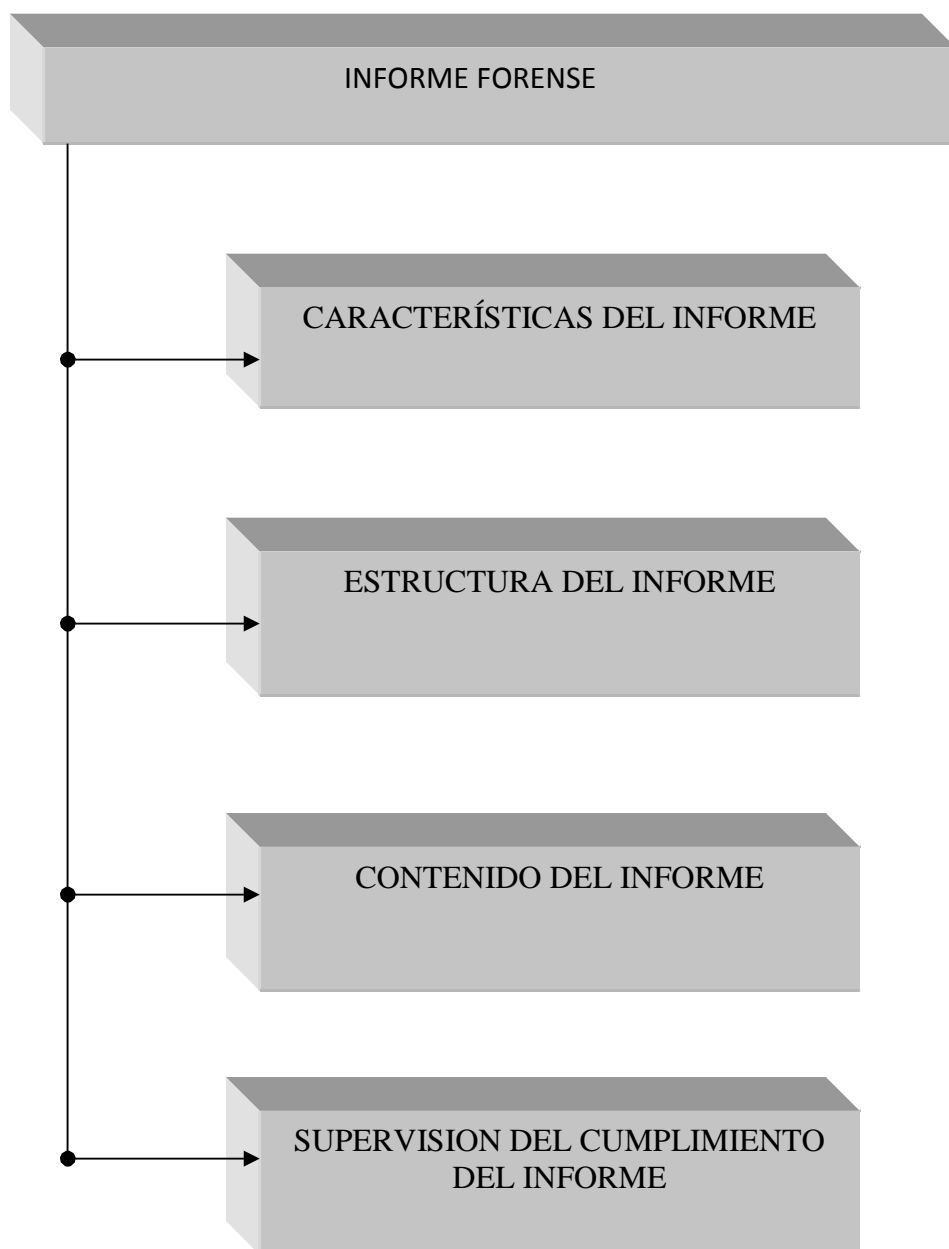 INFORME FORENSE
CARACTERÍSTICAS DEL INFORME
ESTRUCTURA DEL INFORME
CONTENIDO DEL INFORME
SUPERVISION DEL CUMPLIMIENTO
DEL INFORME